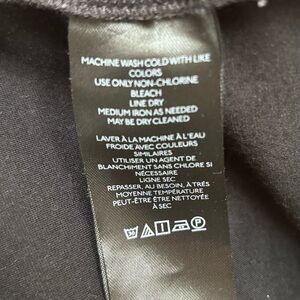 MACHINE WASH COLD WITH LIKE
COLORS
USE ONLY NON-CHLORINE
BLEACH
LINE DRY
MEDIUM IRON AS NEEDED
MAY BE DRY CLEANED
LAVER À LA MACHINE À L'EAU
FROIDE AVEC COULEURS
SIMILAIRES
UTILISER UN AGENT DE
BLANCHIMENT SANS CHLORE SI
NÉCESSAIRE
LIGNE SEC
REPASSER, AU BESOIN, À TRÉS
MOYENNE TEMPÉRATURE
PEUT-ÊTRE ÊTRE NETTOYÉE
À SEC
30 P